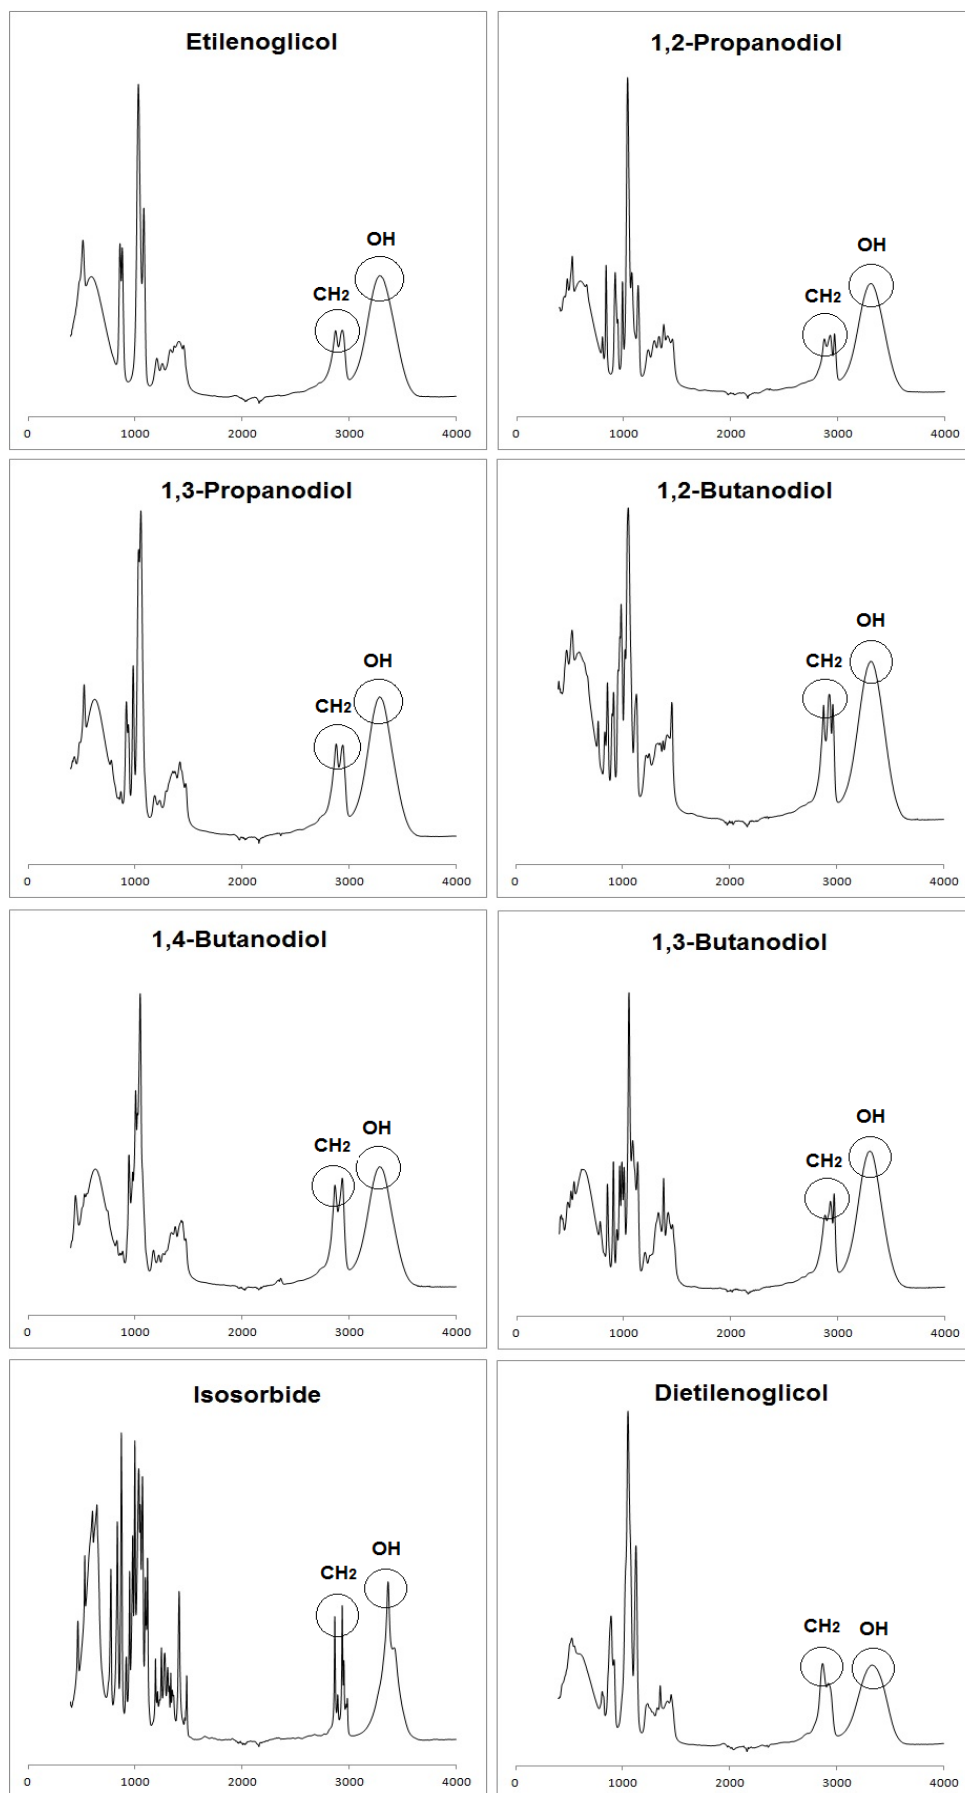 Etilenoglicol
OH
CH2
0 1000 2000 3000 4000
1,2-Propanodiol
OH
CH2
0 1000 2000 3000 4000
1,3-Propanodiol
OH
CH2
0 1000 2000 3000 4000
1,2-Butanodiol
OH
CH2
0 1000 2000 3000 4000
1,4-Butanodiol
OH
CH2
0 1000 2000 3000 4000
1,3-Butanodiol
OH
CH2
0 1000 2000 3000 4000
Isosorbide
OH
CH2
0 1000 2000 3000 4000
Dietilenoglicol
CH2 OH
0 1000 2000 3000 4000